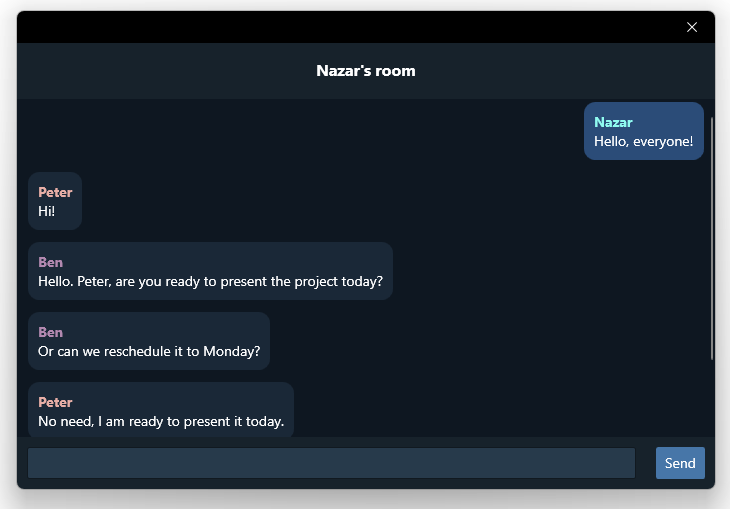 Nazar's room
Nazar
Hello, everyone!
Peter
Hi!
Ben
Hello. Peter, are you ready to present the project today?
Ben
Or can we reschedule it to Monday?
Peter
No need, I am ready to present it today.
Send